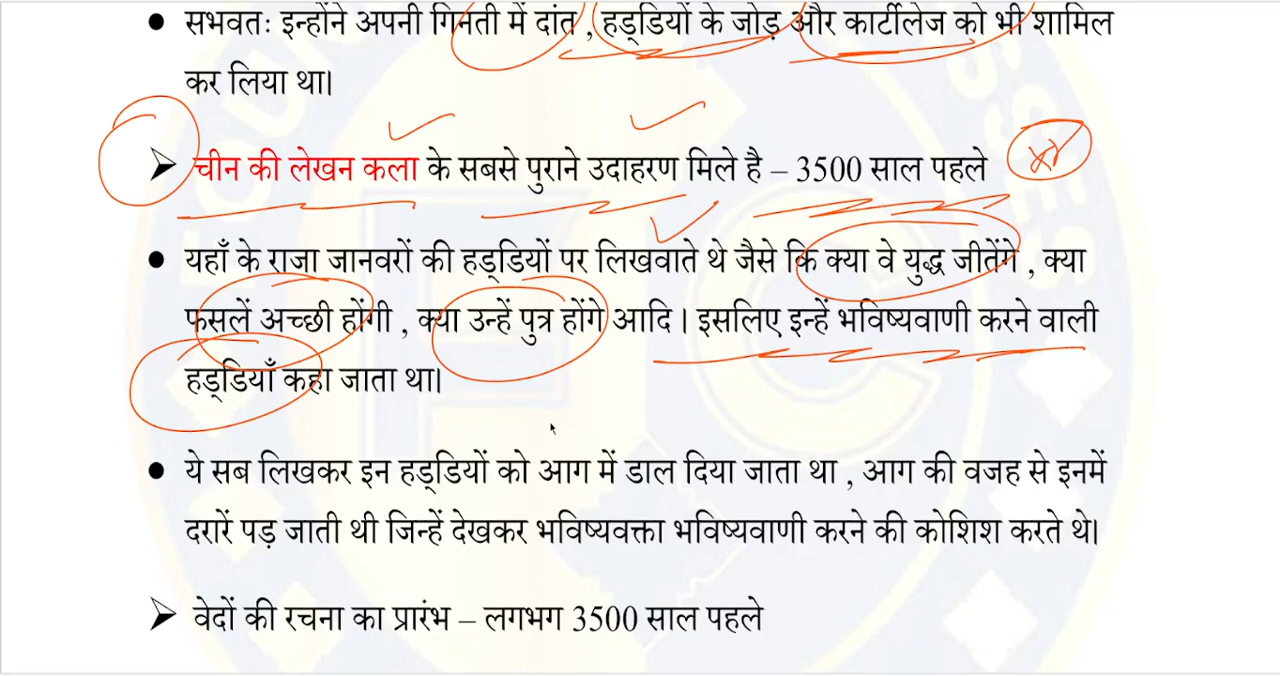 • सभवतः इन्होंने अपनी गिनती में दांत , हड्डियों के जोड़ और कार्टीलेज को भी शामिल
कर लिया था।
➢ चीन की लेखन कला के सबसे पुराने उदाहरण मिले है – 3500 साल पहले
• यहाँ के राजा जानवरों की हड्डियों पर लिखवाते थे जैसे कि क्या वे युद्ध जीतेंगे , क्या
फसलें अच्छी होंगी , क्या उन्हें पुत्र होंगे आदि । इसलिए इन्हें भविष्यवाणी करने वाली
हड्डियाँ कहा जाता था।
• ये सब लिखकर इन हड्डियों को आग में डाल दिया जाता था , आग की वजह से इनमें
दरारें पड़ जाती थी जिन्हें देखकर भविष्यवक्ता भविष्यवाणी करने की कोशिश करते थे।
➢ वेदों की रचना का प्रारंभ – लगभग 3500 साल पहले